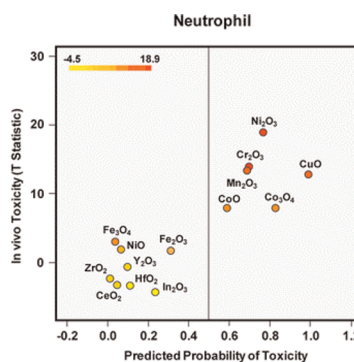 Neutrophil
In vivo Toxicity (T Statistic)
30
20
10
0
-4.5 18.9
Ni₂O₃
Cr₂O₃
CuO
Mn₂O₃
CoO
Co₃O₄
Fe₃O₄
NiO
Fe₂O₃
Y₂O₃
ZrO₂
HfO₂
In₂O₃
CeO₂
-0.2 0.0 0.2 0.4 0.6 0.8 1.0 1.2
Predicted Probability of Toxicity